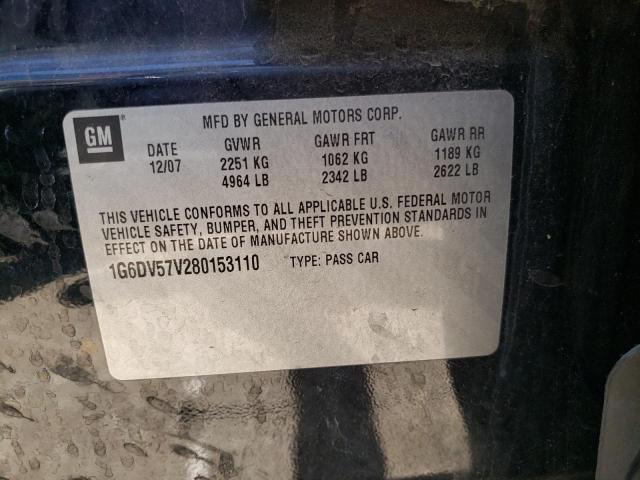 MFD BY GENERAL MOTORS CORP.
GM
DATE GVWR GAWR FRT GAWR RR
12/07 2251 KG 1062 KG 1189 KG
4964 LB 2342 LB 2622 LB
THIS VEHICLE CONFORMS TO ALL APPLICABLE U.S. FEDERAL MOTOR
VEHICLE SAFETY, BUMPER, AND THEFT PREVENTION STANDARDS IN
EFFECT ON THE DATE OF MANUFACTURE SHOWN ABOVE.
1G6DV57V280153110 TYPE: PASS CAR